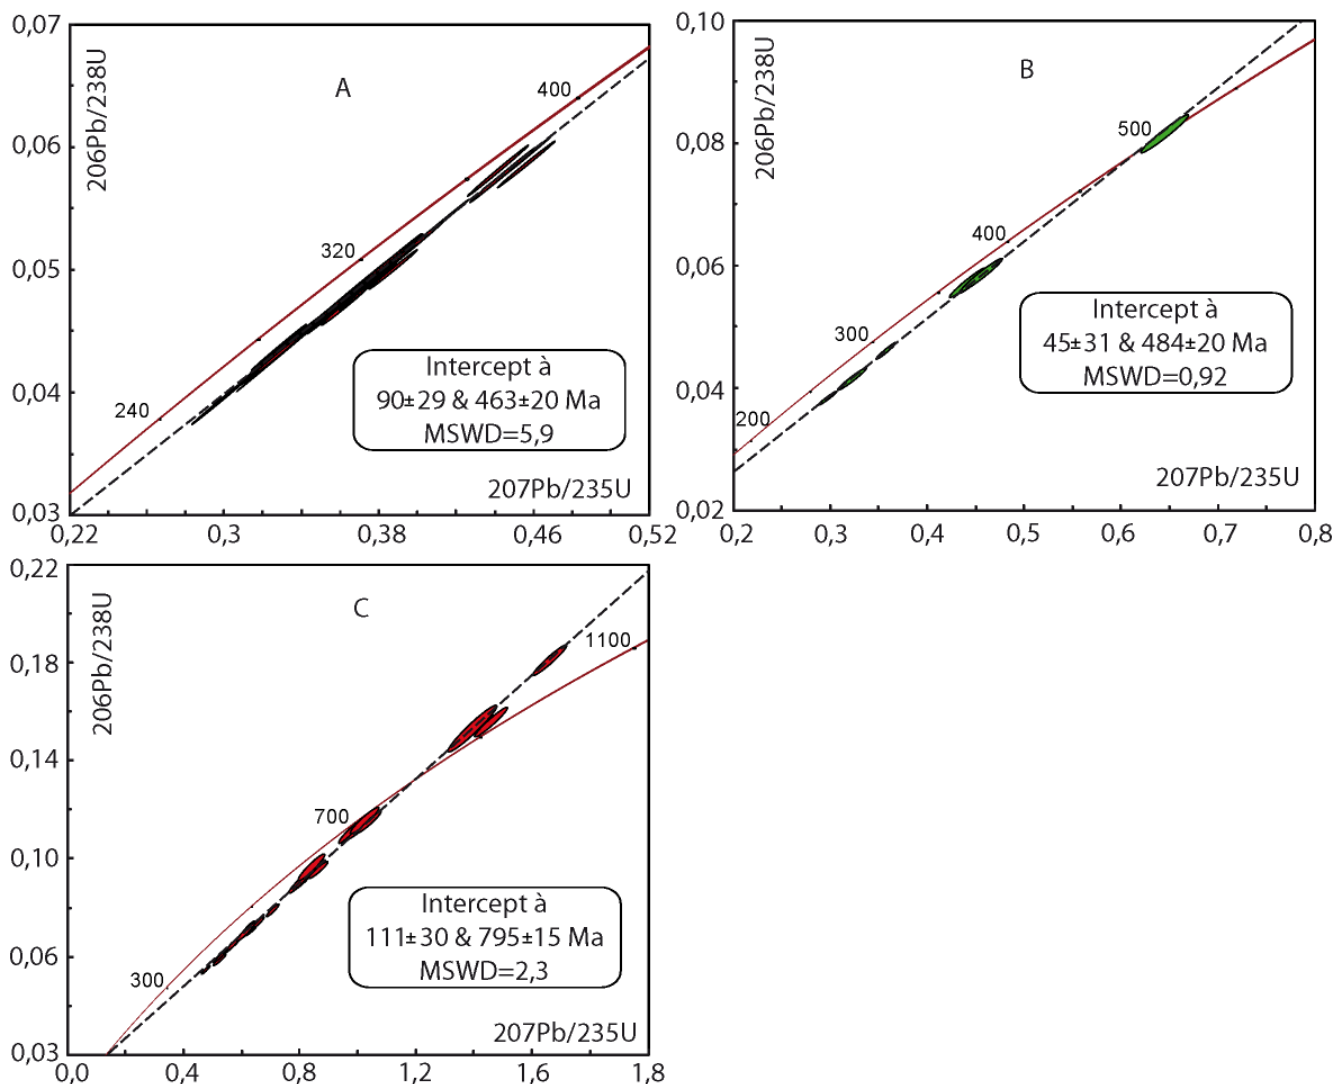 0,07
0,06
0,05
0,04
0,03
206Pb/238U
A
400
320
240
Intercept à
90±29 & 463±20 Ma
MSWD=5,9
207Pb/235U
0,22
0,3
0,38
0,46
0,52
0,10
0,08
0,06
0,04
0,02
206Pb/238U
B
500
400
300
200
Intercept à
45±31 & 484±20 Ma
MSWD=0,92
207Pb/235U
0,2
0,3
0,4
0,5
0,6
0,7
0,8
0,22
0,18
0,14
0,10
0,06
0,03
206Pb/238U
C
1100
700
300
Intercept à
111±30 & 795±15 Ma
MSWD=2,3
207Pb/235U
0,0
0,4
0,8
1,2
1,6
1,8